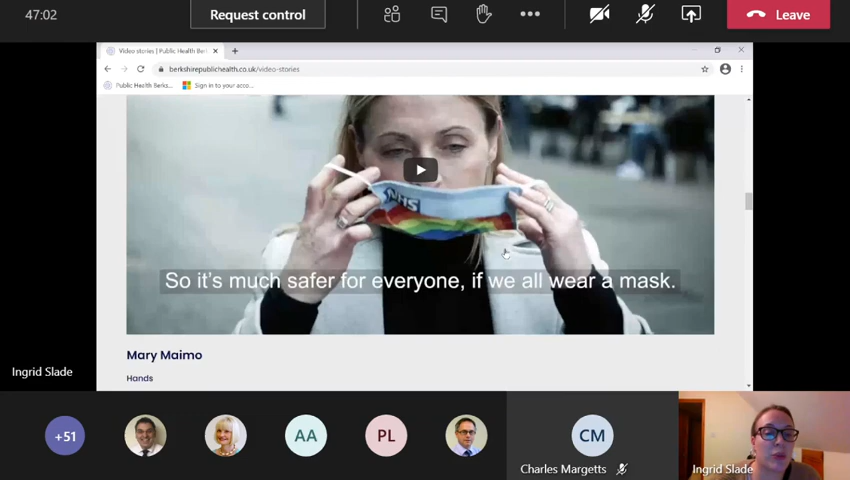 47:02
Request control
Leave
Video stories | Public Health Berk
berkshirepublichealth.co.uk/video-stories
Public Health Berks...
Sign in to your acco...
NHS
So it's much safer for everyone, if we all wear a mask.
Mary Maimo
Hands
Ingrid Slade
+51
AA
PL
CM
Charles Margetts
Ingrid Slade